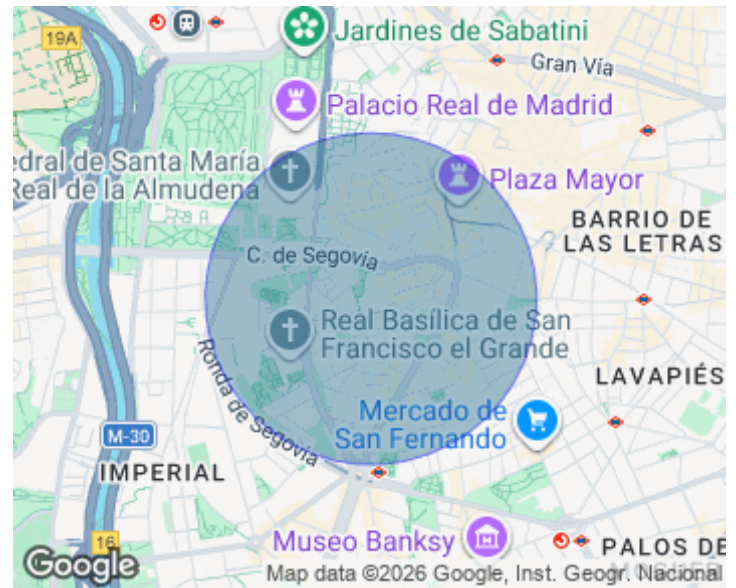 19A
Jardines de Sabatini
Gran Vía
Palacio Real de Madrid
edral de Santa María
Real de la Almudena
Plaza Mayor
BARRIO DE
LAS LETRAS
C. de Segovia
Real Basílica de San
Francisco el Grande
Ronda de Segovia
LAVAPIÉS
Mercado de
San Fernando
M-30
IMPERIAL
16
Museo Banksy
PALOS DE
MOGUER
Google
Map data ©2026 Google, Inst. Geogr. Nacional